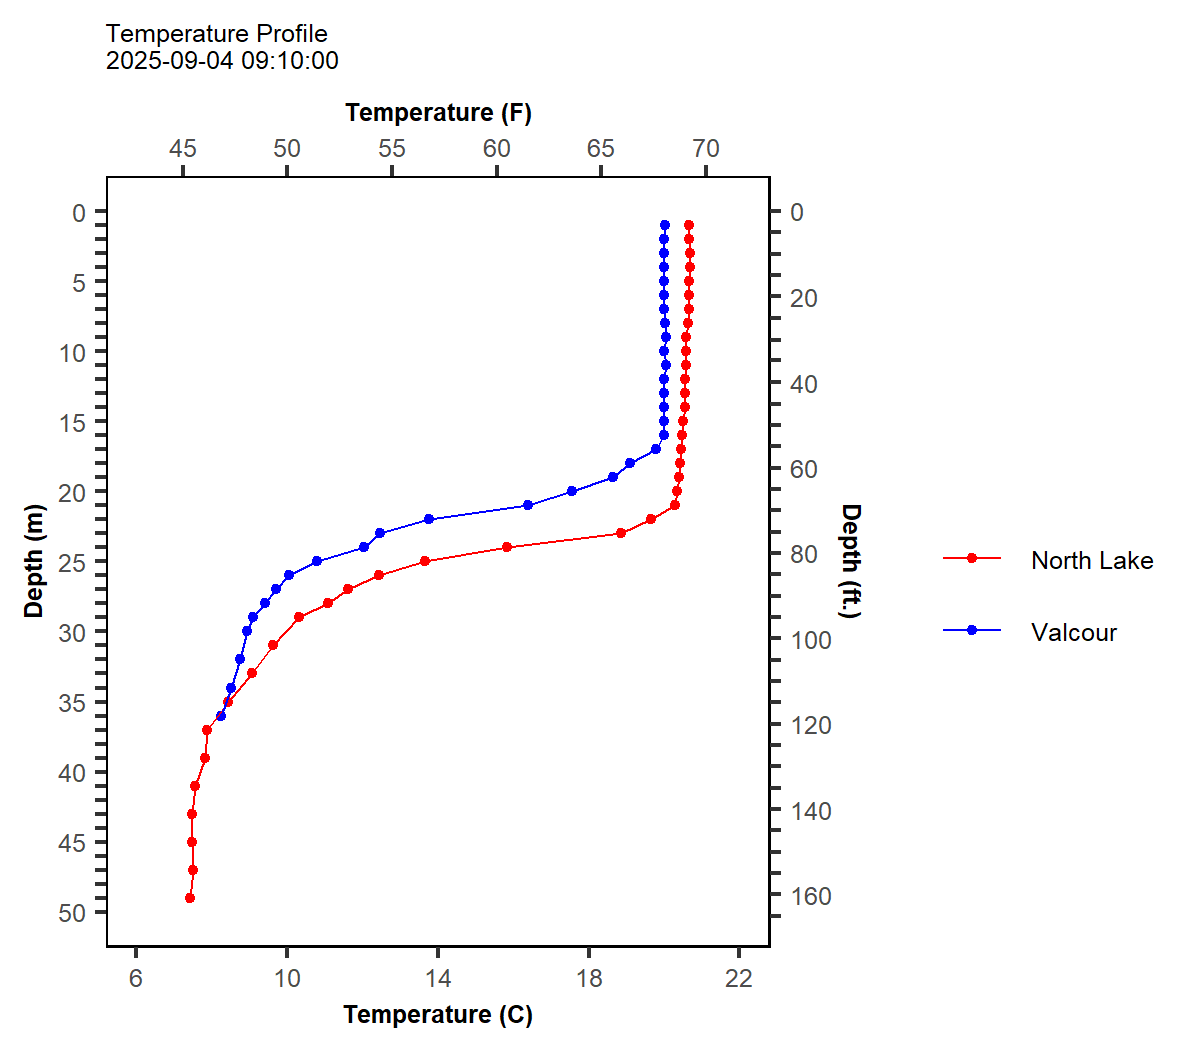 Temperature Profile
2025-09-04 09:10:00
Temperature (F)
45 50 55 60 65 70
0
5
10
15
20
25
30
35
40
45
50
Depth (m)
0
20
40
60
80
100
120
140
160
Depth (ft.)
North Lake
Valcour
6 10 14 18 22
Temperature (C)